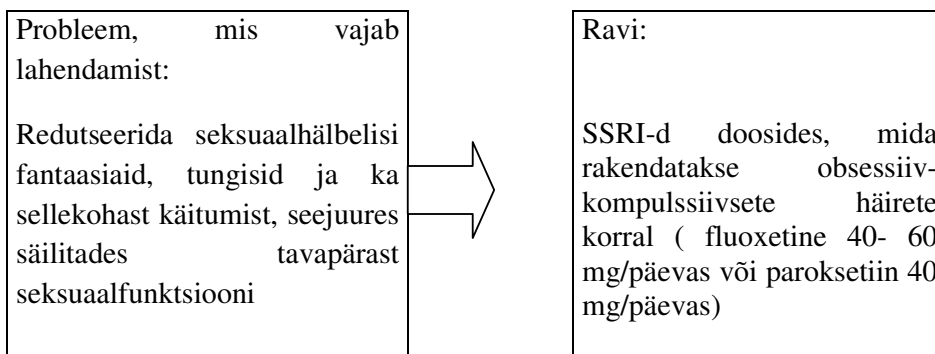 Probleem, mis vajab
lahendamist:
Redutseerida seksuaalhälbelisi
fantaasiaid, tungisid ja ka
sellekohast käitumist, seejuures
säilitades tavapärast
seksuaalfunktsiooni
Ravi:
SSRI-d doosides, mida
rakendatakse obsessiiv-
kompulssiivsete häirete
korral ( fluoxetine 40- 60
mg/päevas või paroksetiin 40
mg/päevas)